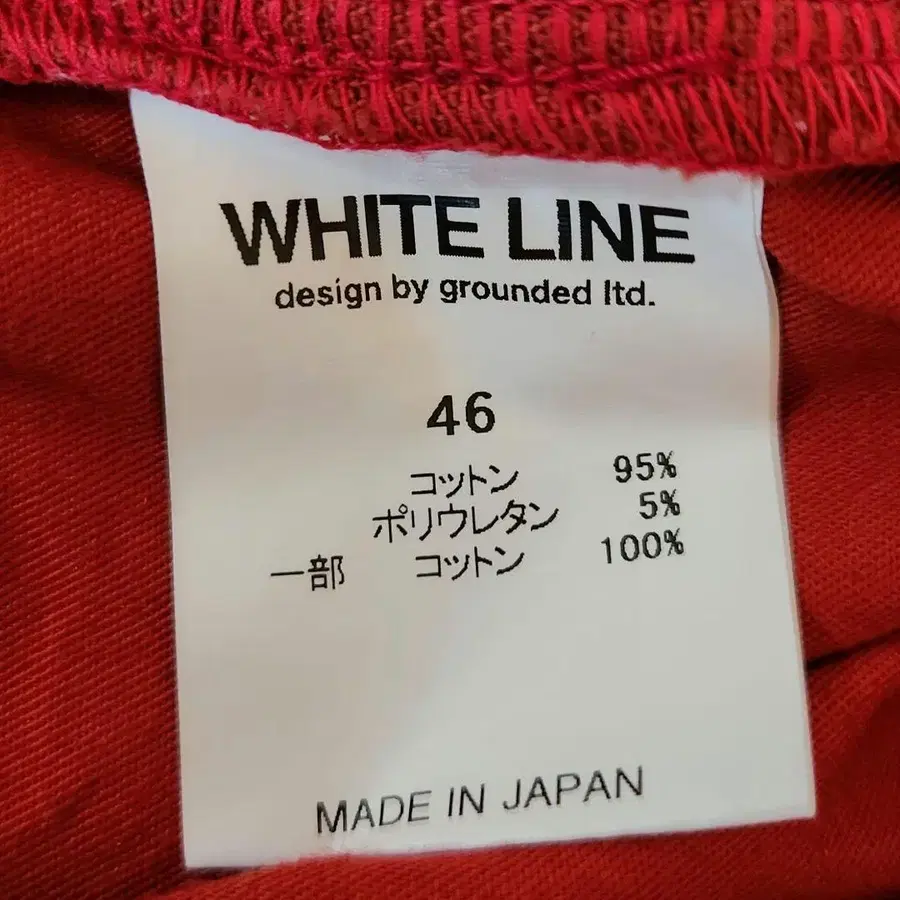 WHITE LINE
design by grounded ltd.
46
コットン 95%
ポリウレタン 5%
一部 コットン 100%
MADE IN JAPAN